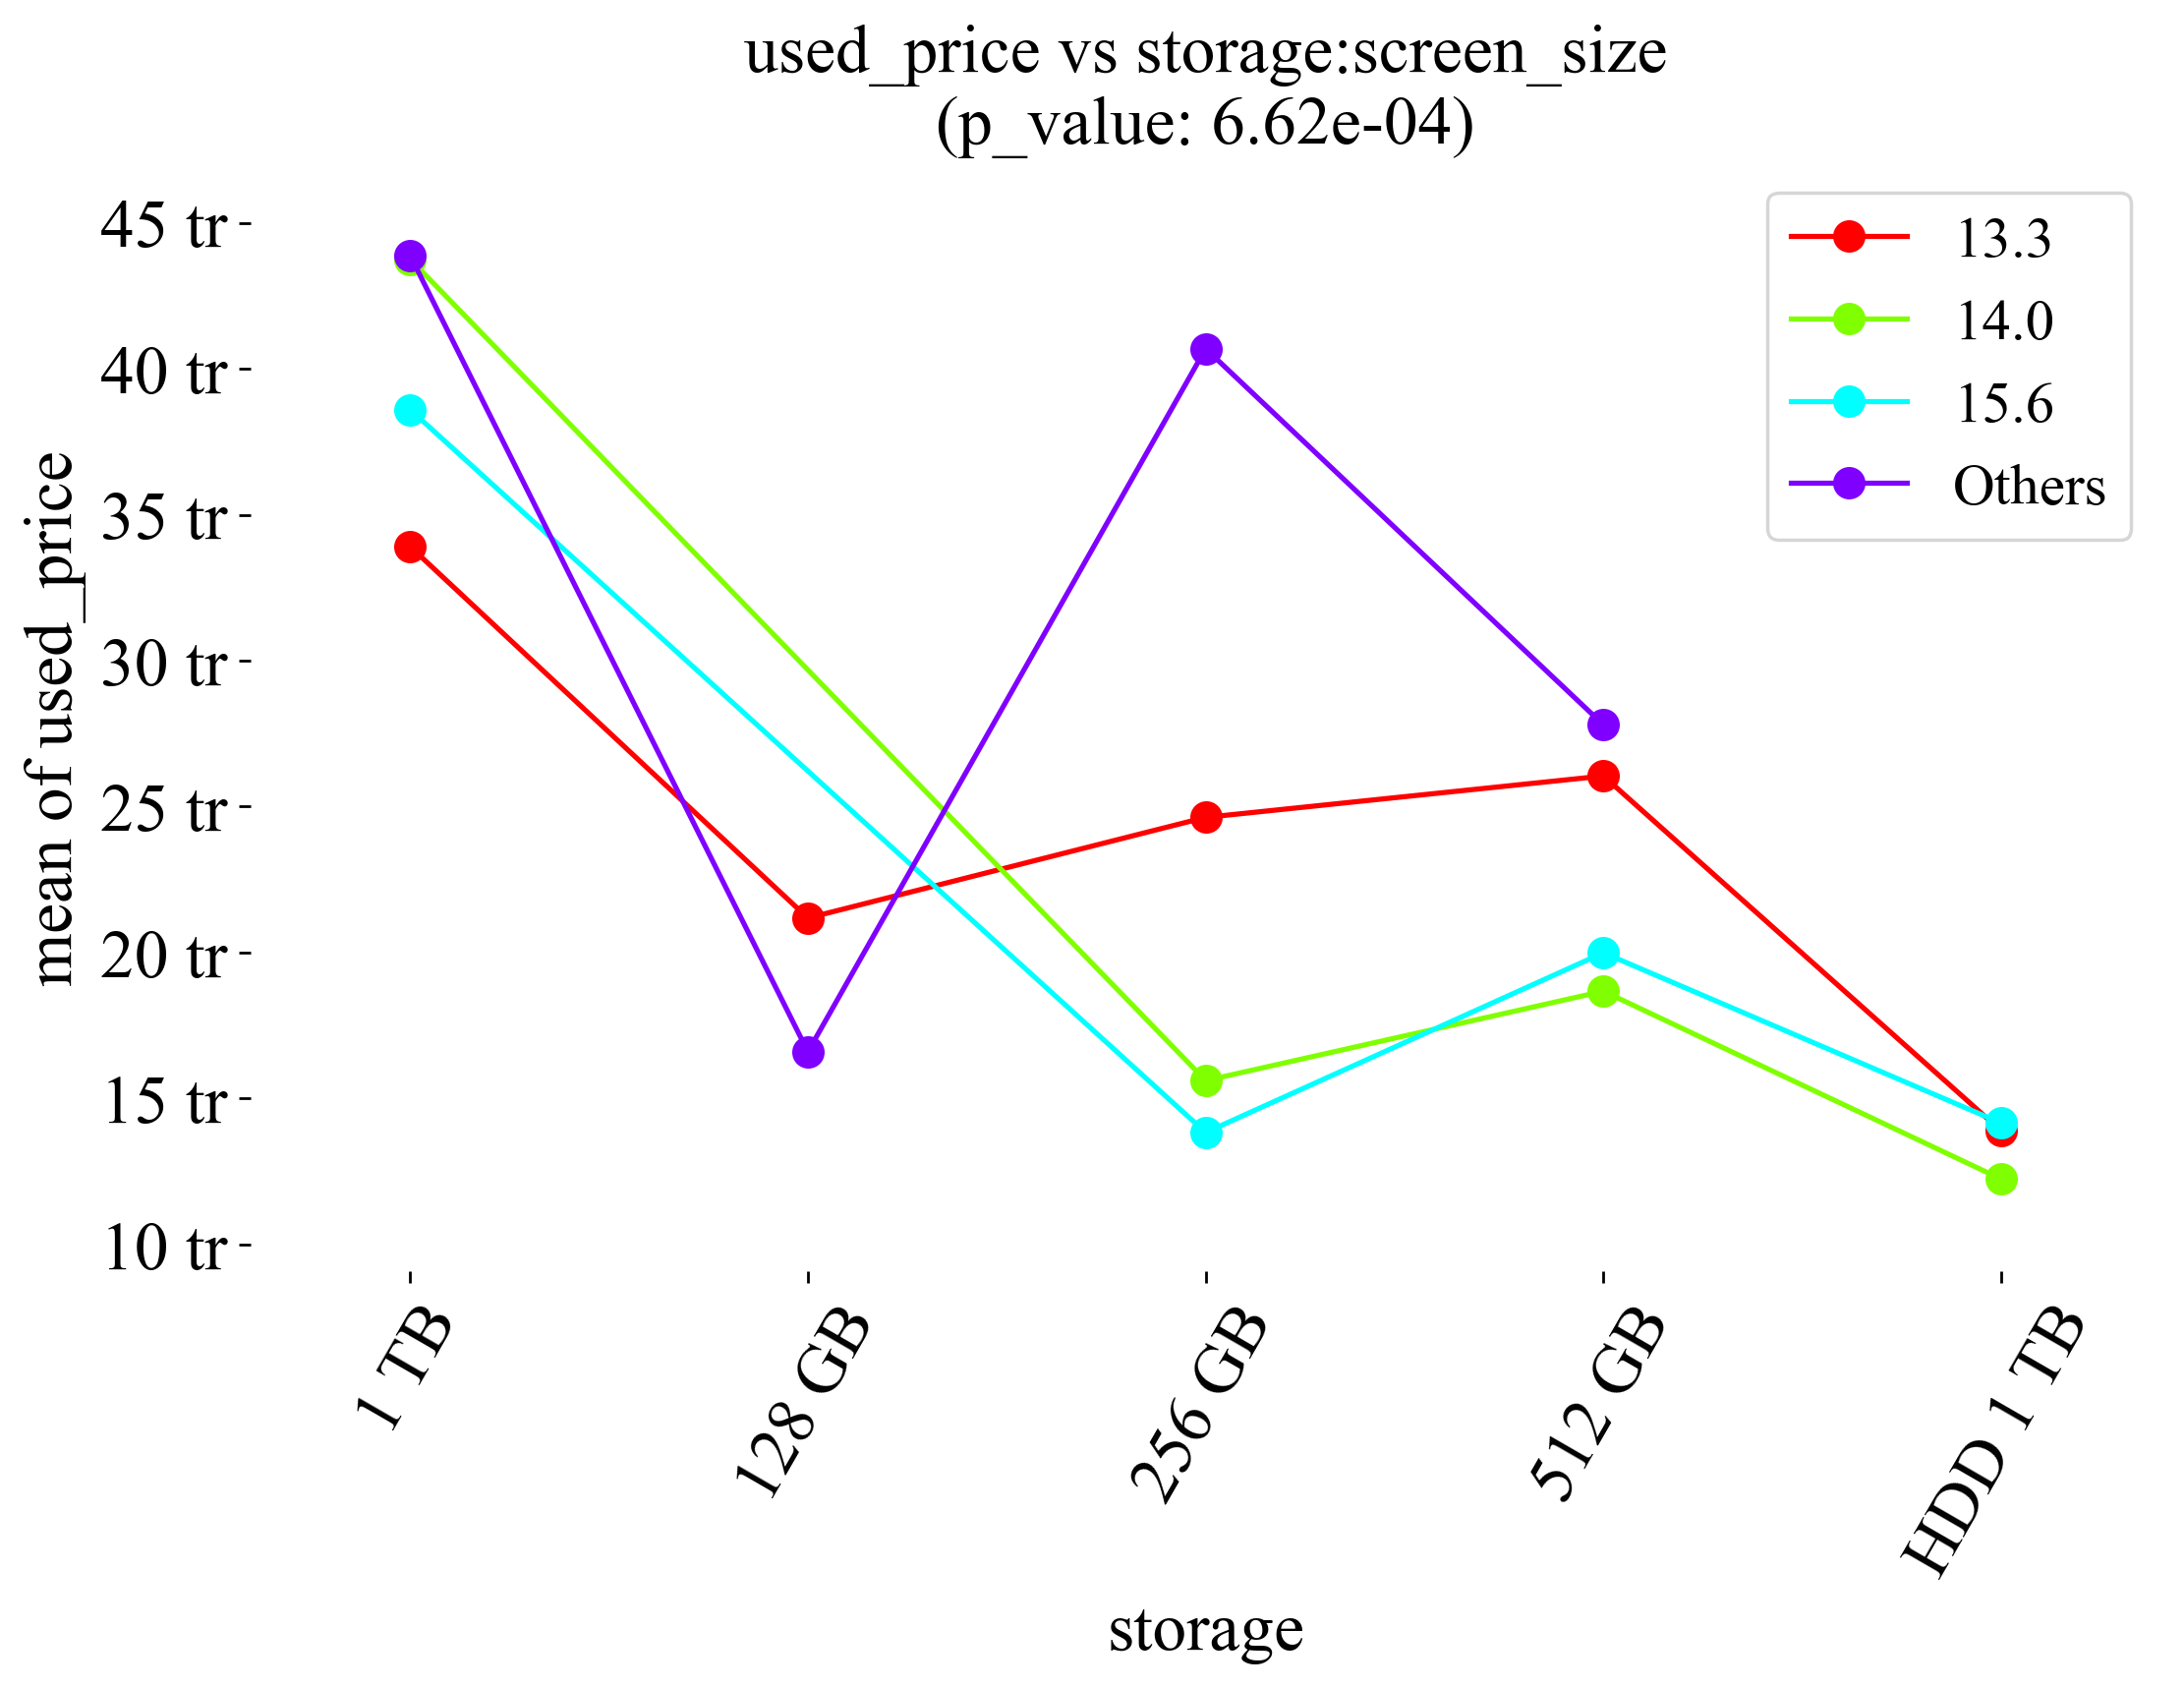 used_price vs storage:screen_size
(p_value: 6.62e-04)
45 tr
40 tr
35 tr
30 tr
25 tr
20 tr
15 tr
10 tr
mean of used_price
13.3
14.0
15.6
Others
1 TB
128 GB
256 GB
512 GB
HDD 1 TB
storage